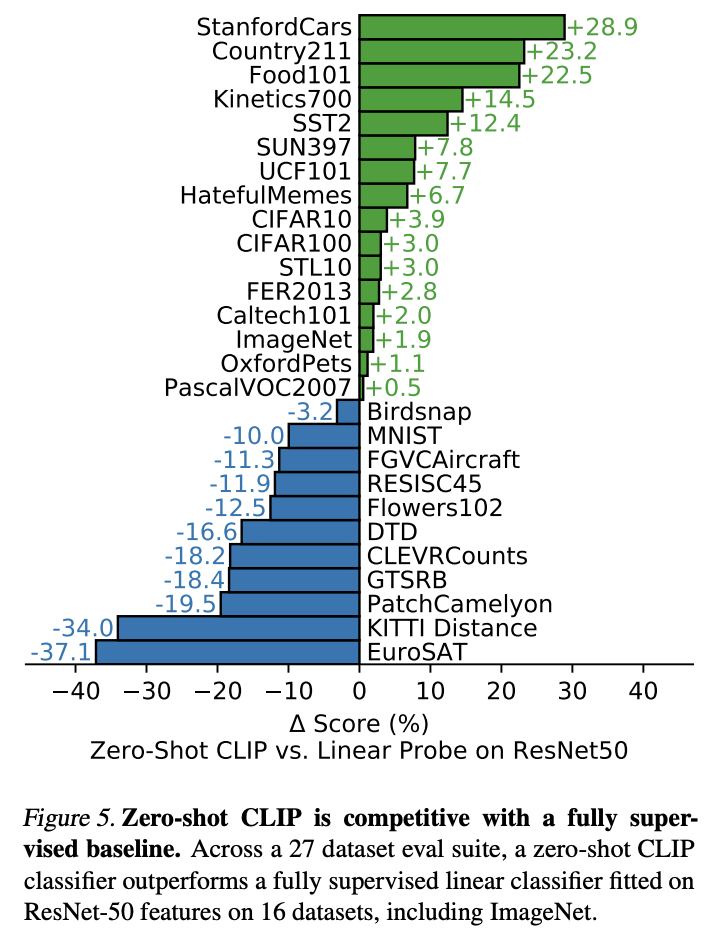 StanfordCars +28.9
Country211 +23.2
Food101 +22.5
Kinetics700 +14.5
SST2 +12.4
SUN397 +7.8
UCF101 +7.7
HatefulMemes +6.7
CIFAR10 +3.9
CIFAR100 +3.0
STL10 +3.0
FER2013 +2.8
Caltech101 +2.0
ImageNet +1.9
OxfordPets +1.1
PascalVOC2007 +0.5
-3.2 Birdsnap
-10.0 MNIST
-11.3 FGVCAircraft
-11.9 RESISC45
-12.5 Flowers102
-16.6 DTD
-18.2 CLEVRCounts
-18.4 GTSRB
-19.5 PatchCamelyon
-34.0 KITTI Distance
-37.1 EuroSAT
−40 −30 −20 −10 0 10 20 30 40
Δ Score (%)
Zero-Shot CLIP vs. Linear Probe on ResNet50
Figure 5. Zero-shot CLIP is competitive with a fully super-
vised baseline. Across a 27 dataset eval suite, a zero-shot CLIP
classifier outperforms a fully supervised linear classifier fitted on
ResNet-50 features on 16 datasets, including ImageNet.